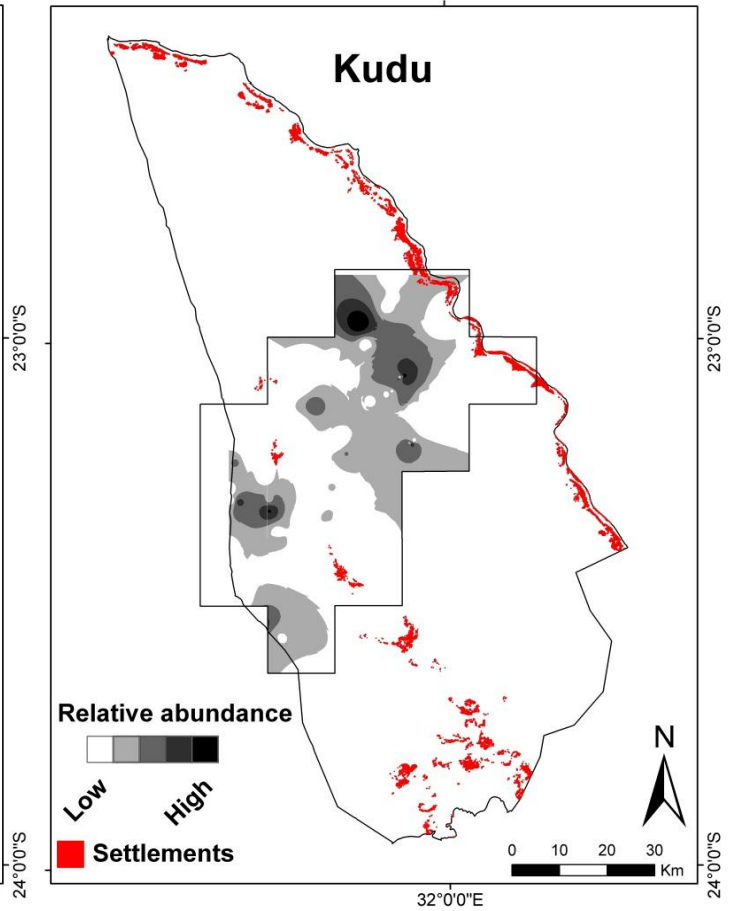 Kudu
23°0'0"S
23°0'0"S
Relative abundance
Low
High
Settlements
N
0 10 20 30
Km
24°0'0"S
24°0'0"S
32°0'0"E